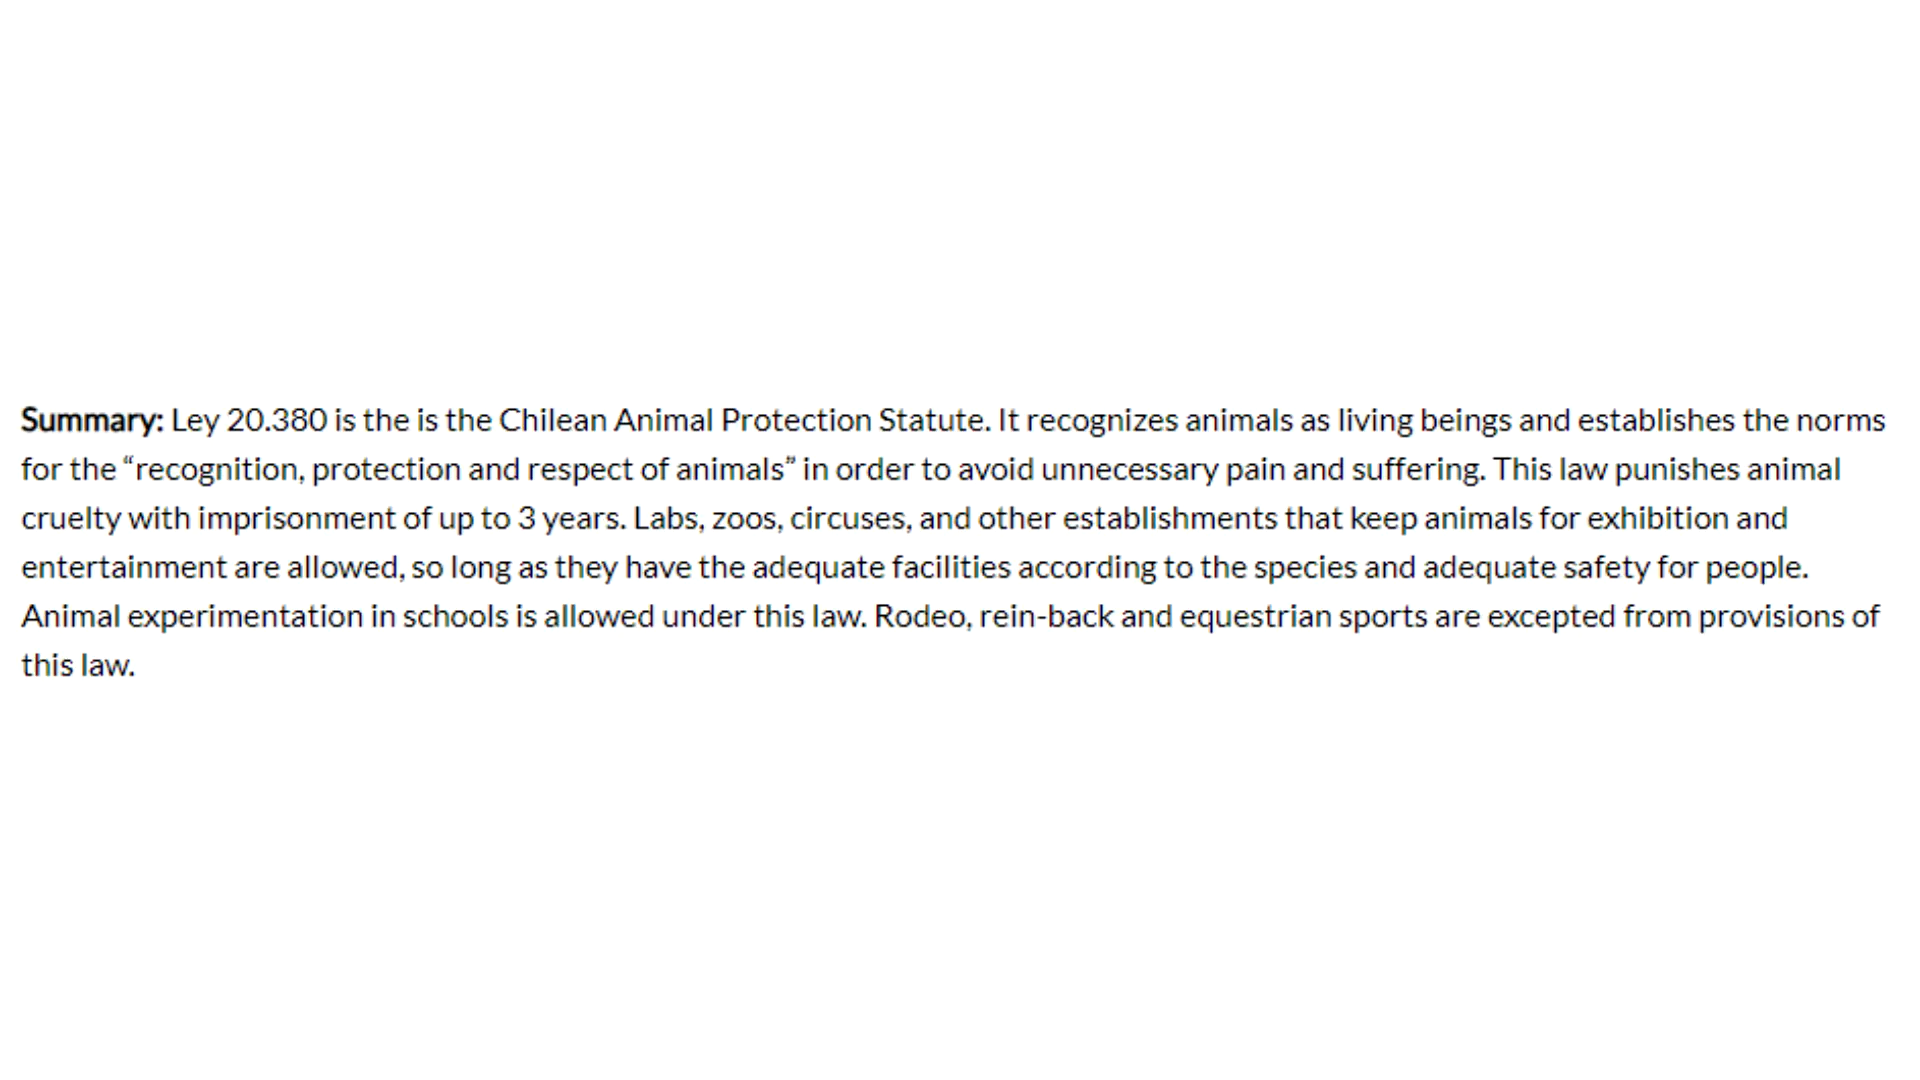 Summary: Ley 20.380 is the is the Chilean Animal Protection Statute. It recognizes animals as living beings and establishes the norms
for the “recognition, protection and respect of animals” in order to avoid unnecessary pain and suffering. This law punishes animal
cruelty with imprisonment of up to 3 years. Labs, zoos, circuses, and other establishments that keep animals for exhibition and
entertainment are allowed, so long as they have the adequate facilities according to the species and adequate safety for people.
Animal experimentation in schools is allowed under this law. Rodeo, rein-back and equestrian sports are excepted from provisions of
this law.